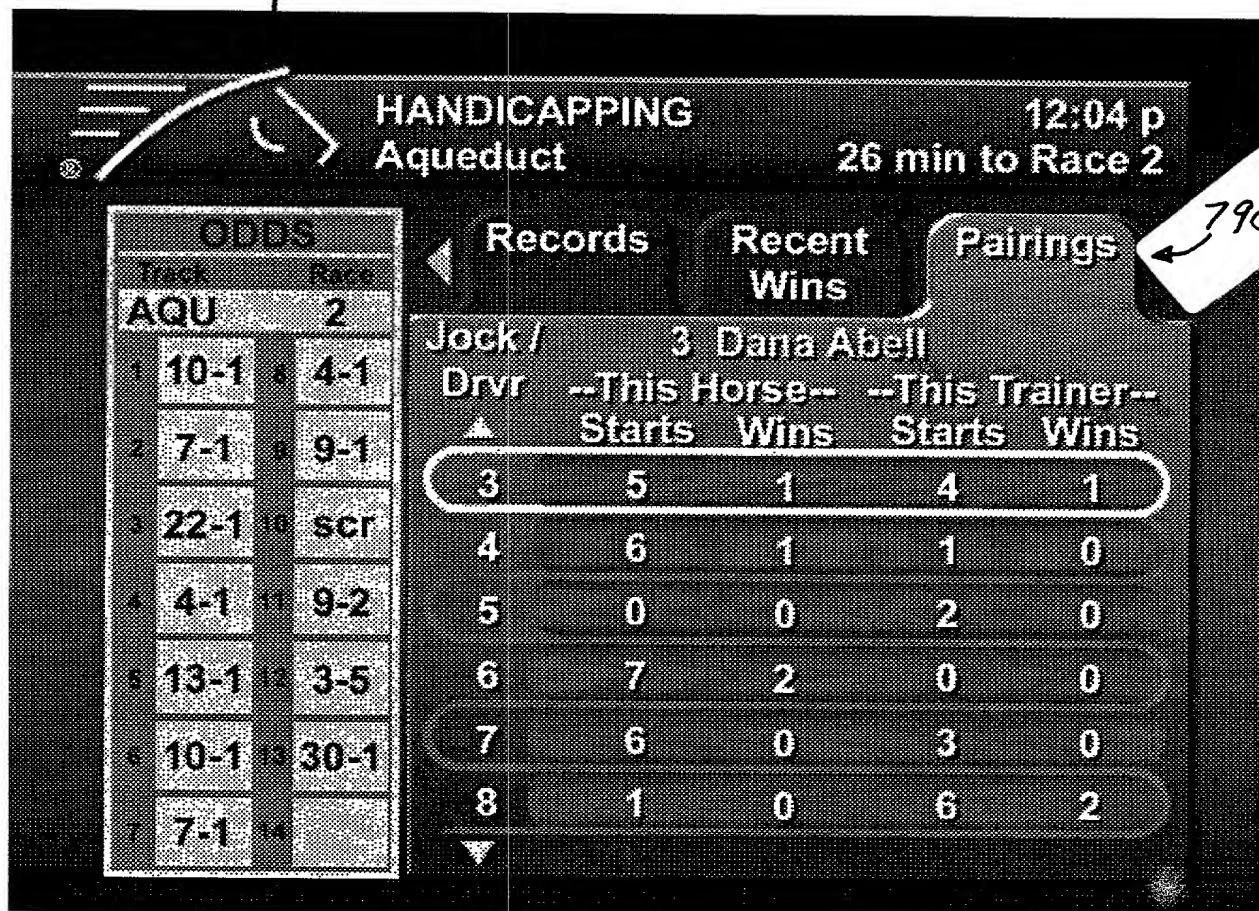 HANDICAPPING
Aqueduct
12:04 p
26 min to Race 2
®
ODDS
Track Race
AQU 2
1 10-1 8 4-1
2 7-1 9 9-1
3 22-1 10 scr
4 4-1 11 9-2
5 13-1 12 3-5
6 10-1 13 30-1
7 7-1 14
Records
Recent
Wins
Pairings
Jock / 3 Dana Abell
Drvr --This Horse-- --This Trainer--
Starts Wins Starts Wins
3 5 1 4 1
4 6 1 1 0
5 0 0 2 0
6 7 2 0 0
7 6 0 3 0
8 1 0 6 2